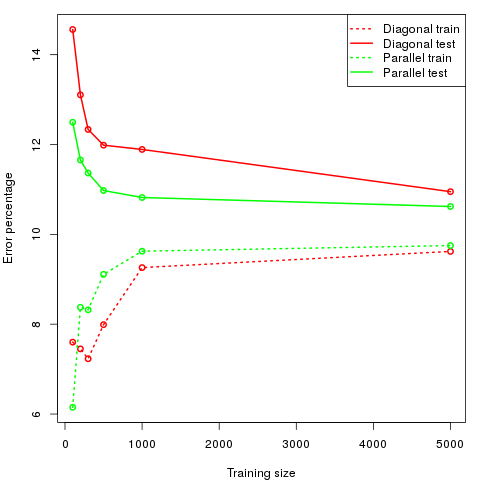 Diagonal train
Diagonal test
Parallel train
Parallel test
14
12
10
8
6
Error percentage
0 1000 2000 3000 4000 5000
Training size